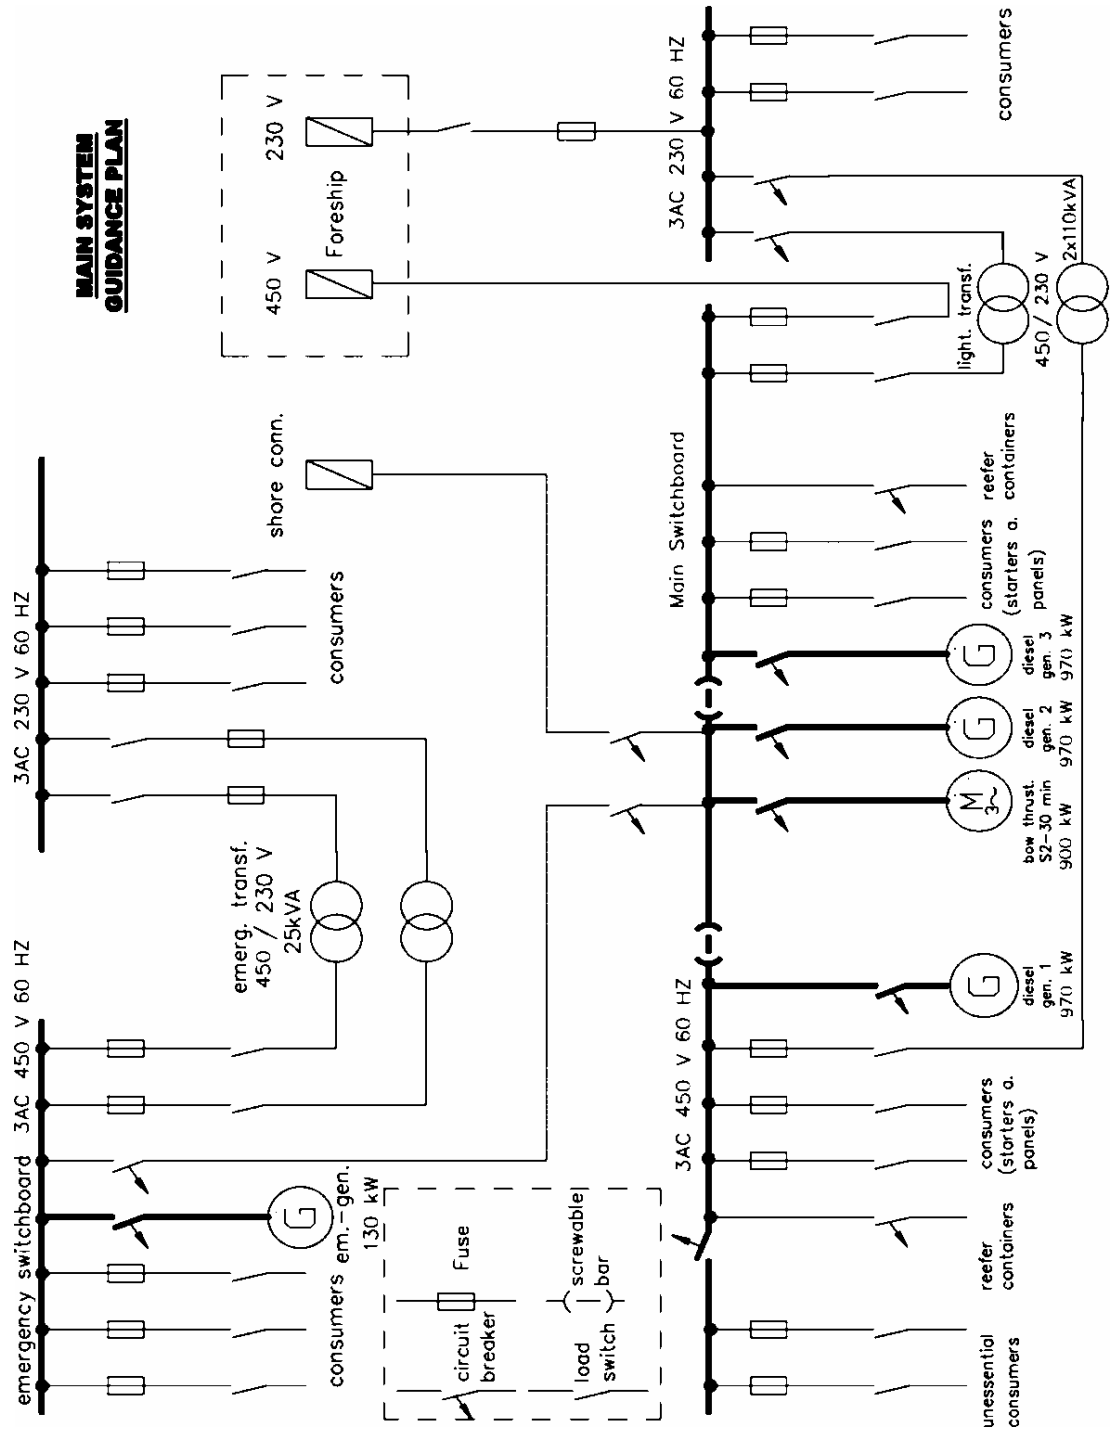 MAIN SYSTEM
GUIDANCE PLAN
emergency switchboard
3AC 450 V 60 HZ
3AC 230 V 60 HZ
consumers
em.-gen.
130 kW
emerg. transf.
450 / 230 V
25kVA
consumers
shore conn.
450 V
230 V
Foreship
circuit
breaker
Fuse
load
switch
screwable
bar
3AC 450 V 60 HZ
Main Switchboard
3AC 230 V 60 HZ
unessential
consumers
reefer
containers
consumers
(starters a.
panels)
diesel
gen. 1
970 kW
G
bow thrust.
S2-30 min
900 kW
M
3~
diesel
gen. 2
970 kW
G
diesel
gen. 3
970 kW
G
consumers
(starters a.
panels)
reefer
containers
light. transf.
450 / 230 V
2x110kVA
consumers
G